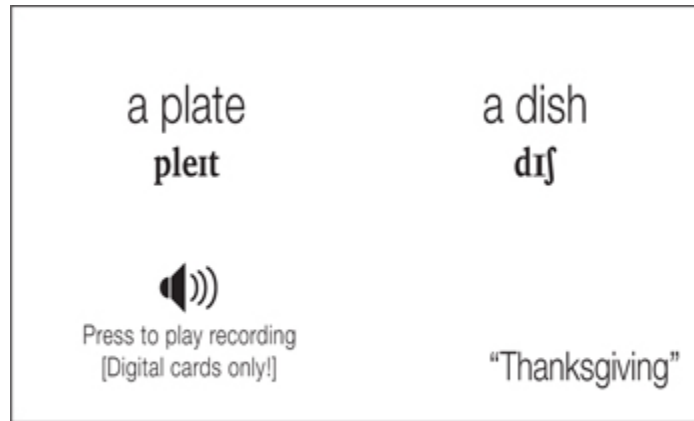 a plate
pleɪt
a dish
dɪʃ
Press to play recording
[Digital cards only!]
“Thanksgiving”